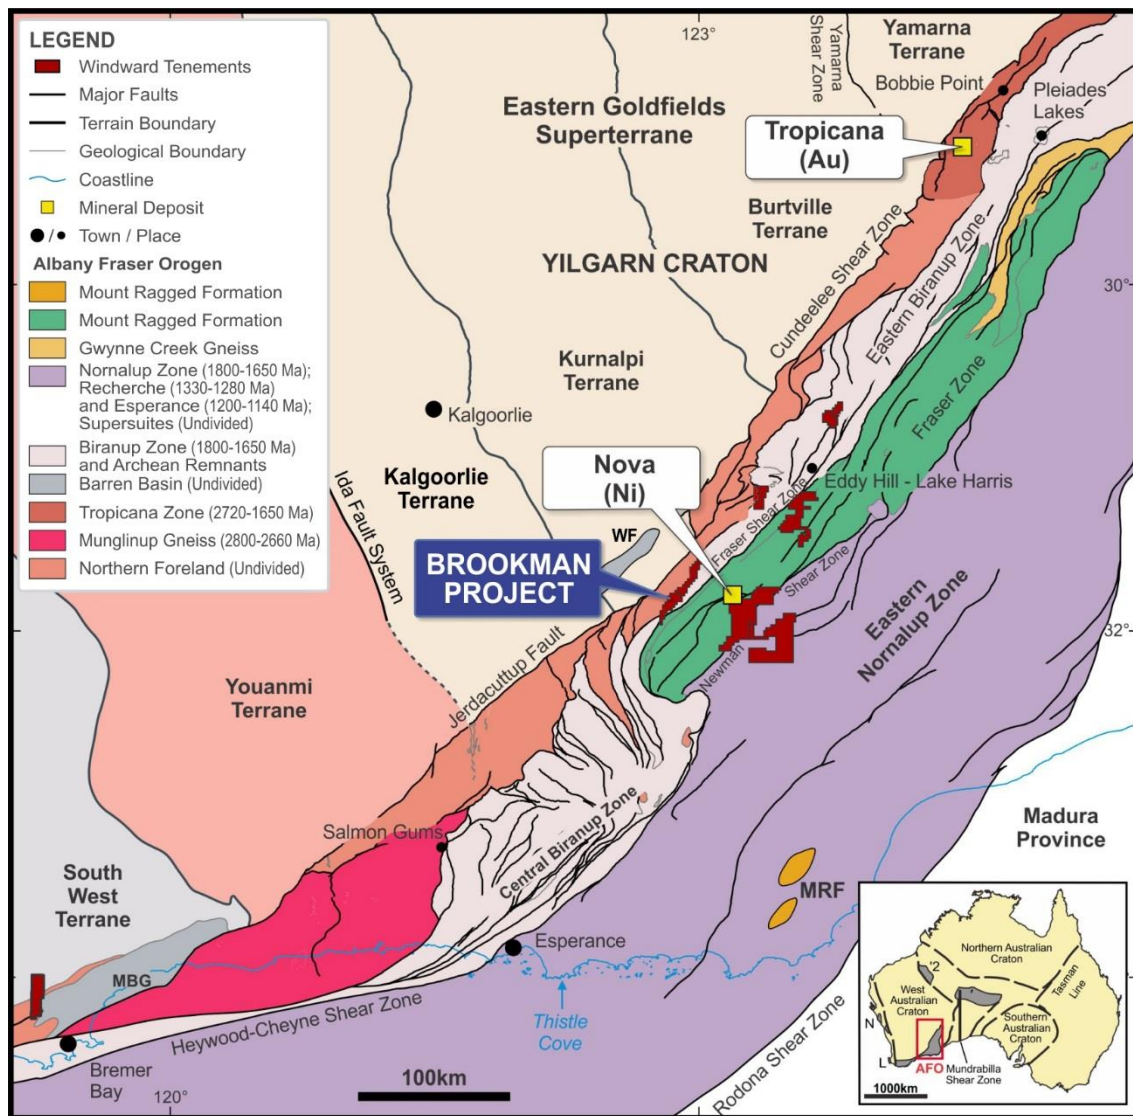 LEGEND
Windward Tenements
Major Faults
Terrain Boundary
Geological Boundary
Coastline
Mineral Deposit
Town / Place
Albany Fraser Orogen
Mount Ragged Formation
Mount Ragged Formation
Gwynne Creek Gneiss
Nornalup Zone (1800-1650 Ma);
Recherche (1330-1280 Ma)
and Esperance (1200-1140 Ma);
Supersuites (Undivided)
Biranup Zone (1800-1650 Ma)
and Archean Remnants
Barren Basin (Undivided)
Tropicana Zone (2720-1650 Ma)
Munglinup Gneiss (2800-2660 Ma)
Northern Foreland (Undivided)
123°
Yamarna
Terrane
Yamarna
Shear Zone
Bobbie Point
Pleiades
Lakes
Eastern Goldfields
Superterrane
Tropicana
(Au)
Burtville
Terrane
YILGARN CRATON
Cundeelee Shear Zone
Eastern Biranup Zone
30°
Kurnalpi
Terrane
Fraser Zone
Kalgoorlie
Kalgoorlie
Terrane
Nova
(Ni)
Eddy Hill - Lake Harris
Ida Fault System
WF
Fraser Shear Zone
BROOKMAN
PROJECT
Newman
Shear Zone
Eastern
Nornalup Zone
32°
Jerdacuttup Fault
Youanmi
Terrane
Madura
Province
Salmon Gums
Central Biranup Zone
South
West
Terrane
MRF
Esperance
MBG
Heywood-Cheyne Shear Zone
Thistle
Cove
Bremer
Bay
Rodona Shear Zone
120°
100km
Northern Australian
Craton
'2
West
Australian
Craton
Tasman
Line
Southern
Australian
Craton
N
L
AFO
Mundrabilla
Shear Zone
1000km